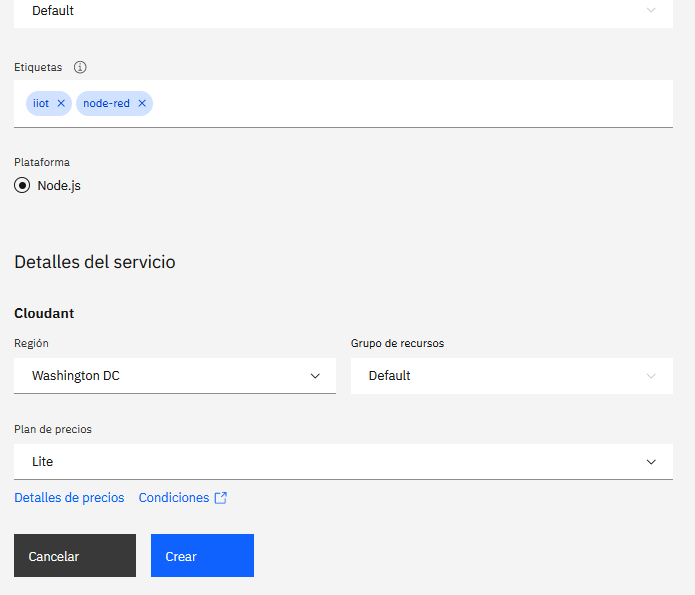 Default
Etiquetas
iiot
node-red
Plataforma
Node.js
Detalles del servicio
Cloudant
Región Grupo de recursos
Washington DC Default
Plan de precios
Lite
Detalles de precios Condiciones
Cancelar Crear